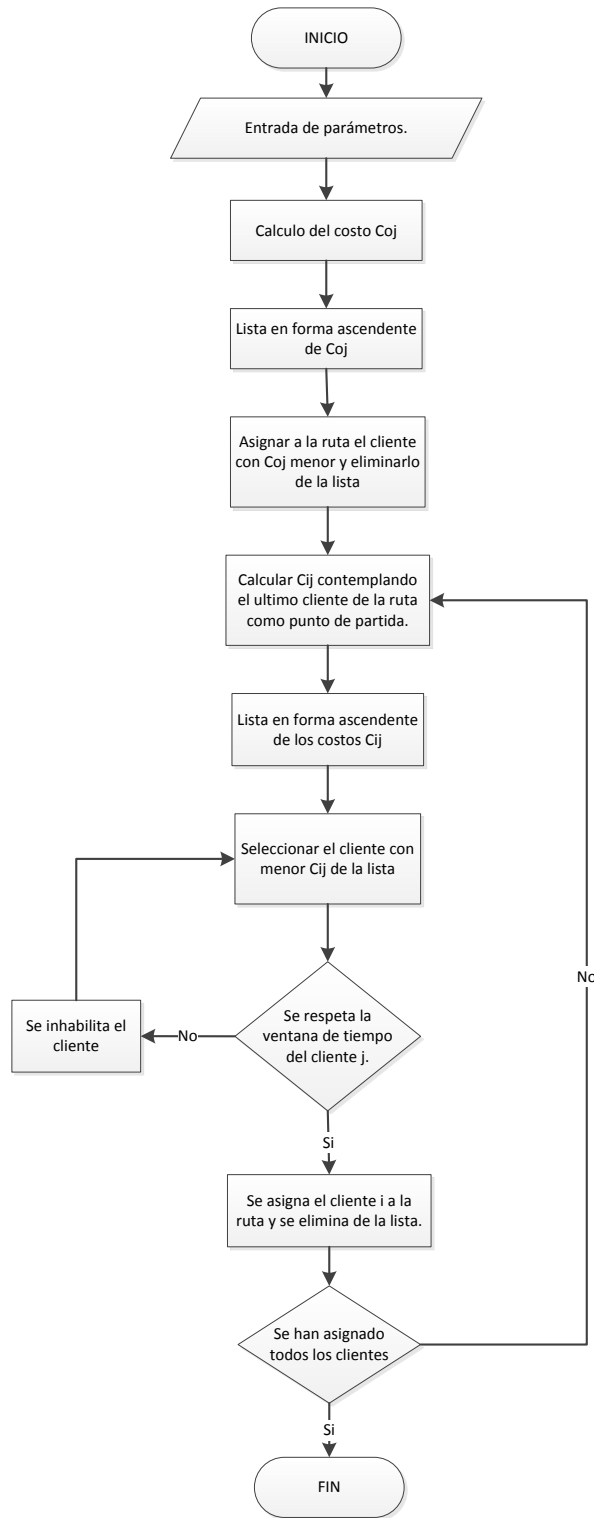 INICIO
Entrada de parámetros.
Calculo del costo Coj
Lista en forma ascendente
de Coj
Asignar a la ruta el cliente
con Coj menor y eliminarlo
de la lista
Calcular Cij contemplando
el ultimo cliente de la ruta
como punto de partida.
Lista en forma ascendente
de los costos Cij
Seleccionar el cliente con
menor Cij de la lista
Se respeta la
ventana de tiempo
del cliente j.
No
Se inhabilita el
cliente
Si
Se asigna el cliente i a la
ruta y se elimina de la lista.
Se han asignado
todos los clientes
No
Si
FIN